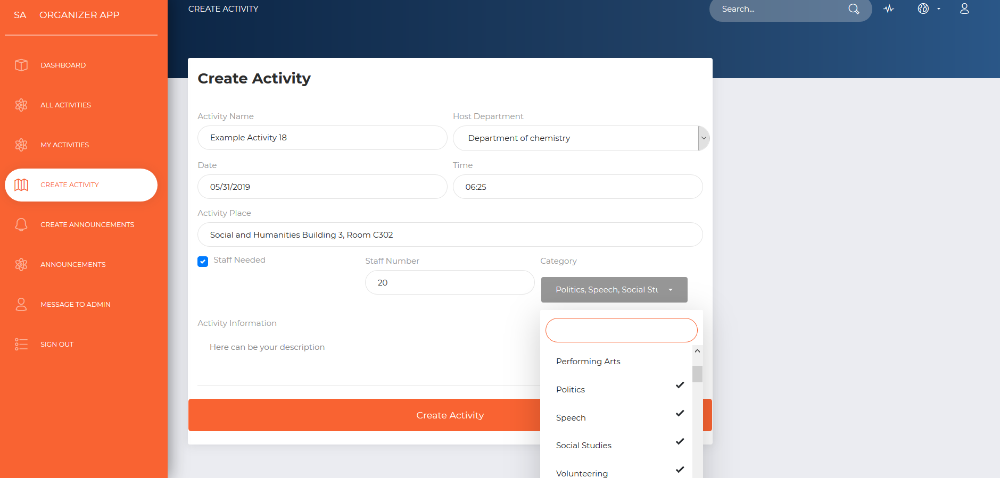 SA ORGANIZER APP
DASHBOARD
ALL ACTIVITIES
MY ACTIVITIES
CREATE ACTIVITY
CREATE ANNOUNCEMENTS
ANNOUNCEMENTS
MESSAGE TO ADMIN
SIGN OUT
CREATE ACTIVITY
Search...
Create Activity
Activity Name
Host Department
Example Activity 18
Department of chemistry
Date
Time
05/31/2019
06:25
Activity Place
Social and Humanities Building 3, Room C302
Staff Needed
Staff Number
Category
20
Politics, Speech, Social Stu
Activity Information
Here can be your description
Performing Arts
Politics
Speech
Social Studies
Volunteering
Create Activity